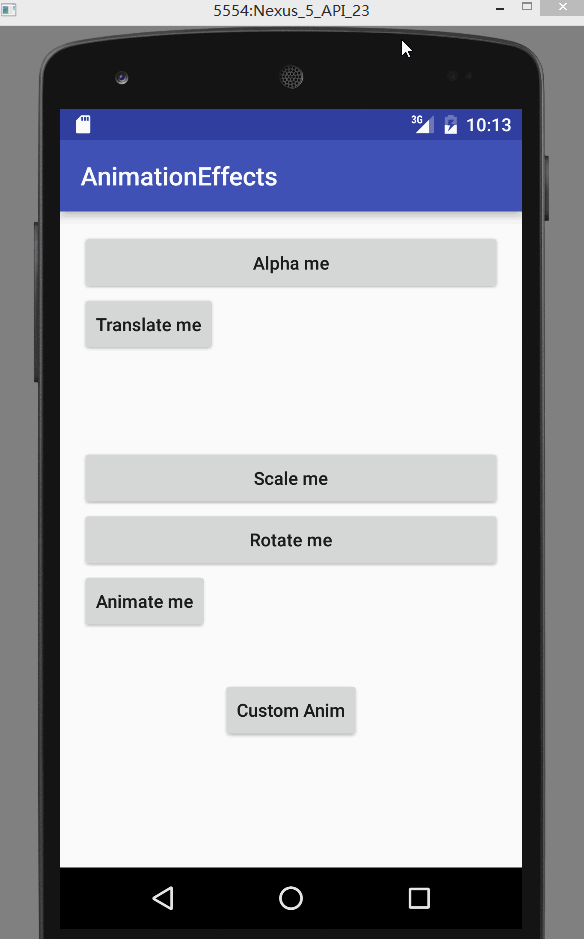 5554:Nexus_5_API_23
3G 10:13
AnimationEffects
Alpha me
Translate me
Scale me
Rotate me
Animate me
Custom Anim